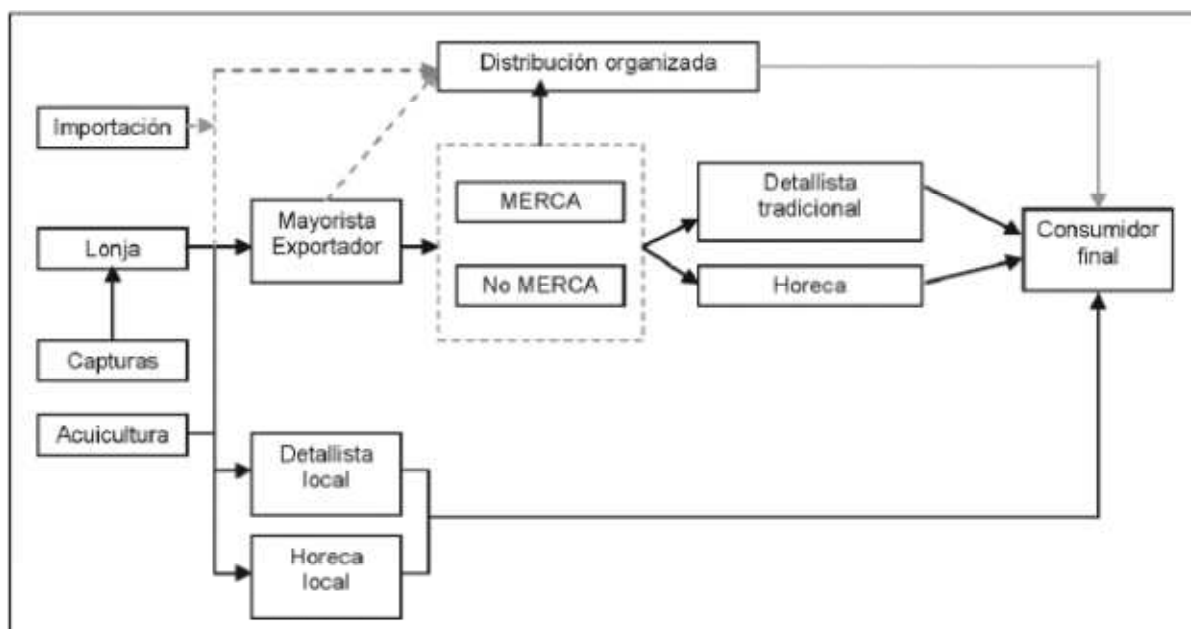 Distribución organizada
Importación
MERCA
Detallista
tradicional
Mayorista
Exportador
Lonja
Consumidor
final
No MERCA
Horeca
Capturas
Acuicultura
Detallista
local
Horeca
local